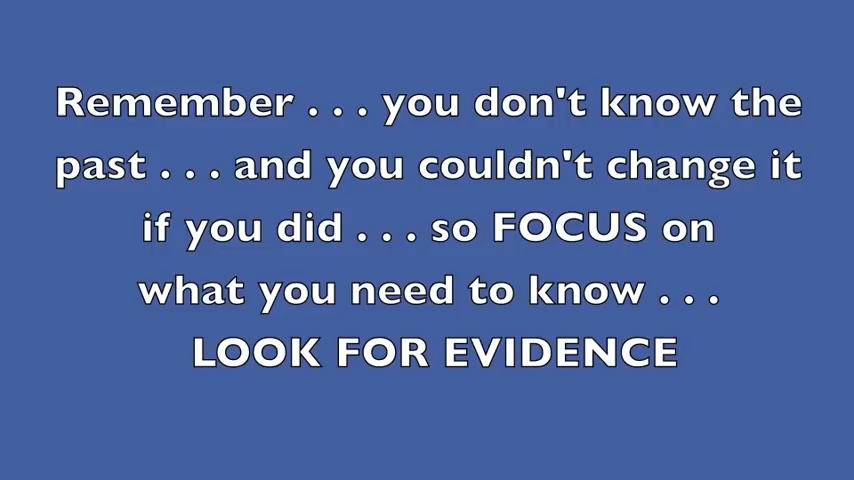 Remember . . . you don't know the
past . . . and you couldn't change it
if you did . . . so FOCUS on
what you need to know . . .
LOOK FOR EVIDENCE